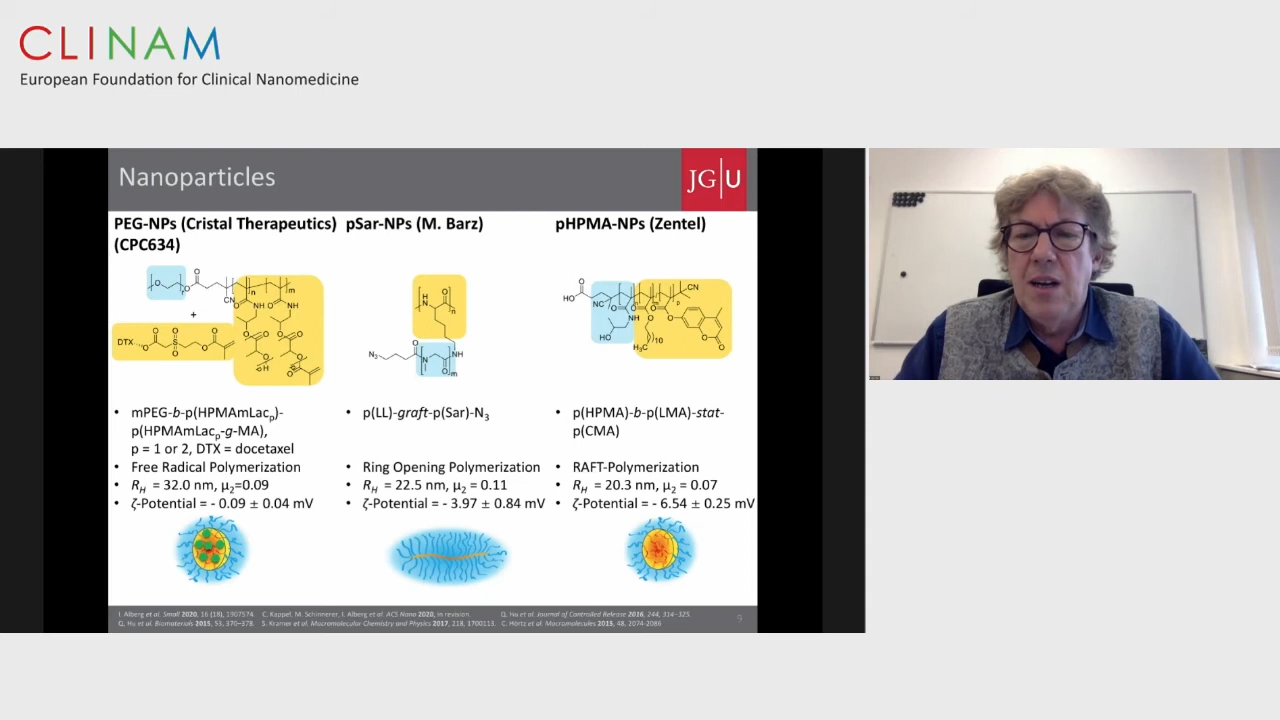 CLINAM
European Foundation for Clinical Nanomedicine
Nanoparticles
JG|U
PEG-NPs (Cristal Therapeutics)
(CPC634)
pSar-NPs (M. Barz)
pHPMA-NPs (Zentel)
• mPEG-b-p(HPMAmLacp)-
p(HPMAmLacp-g-MA),
p = 1 or 2, DTX = docetaxel
• Free Radical Polymerization
• RH = 32.0 nm, μ2=0.09
• ζ-Potential = - 0.09 ± 0.04 mV
• p(LL)-graft-p(Sar)-N3
• Ring Opening Polymerization
• RH = 22.5 nm, μ2 = 0.11
• ζ-Potential = - 3.97 ± 0.84 mV
• p(HPMA)-b-p(LMA)-stat-
p(CMA)
• RAFT-Polymerization
• RH = 20.3 nm, μ2 = 0.07
• ζ-Potential = - 6.54 ± 0.25 mV
I. Alberg et al. Small 2020, 16 (18), 1907574. C. Kappel, M. Schinnerer, I. Alberg et al. ACS Nano 2020, in revision. Q. Hu et al. Journal of Controlled Release 2016, 244, 314–325.
Q. Hu et al. Biomaterials 2015, 53, 370–378. S. Kramer et al. Macromolecular Chemistry and Physics 2017, 218, 1700113. C. Hörtz et al. Macromolecules 2015, 48, 2074-2086
9